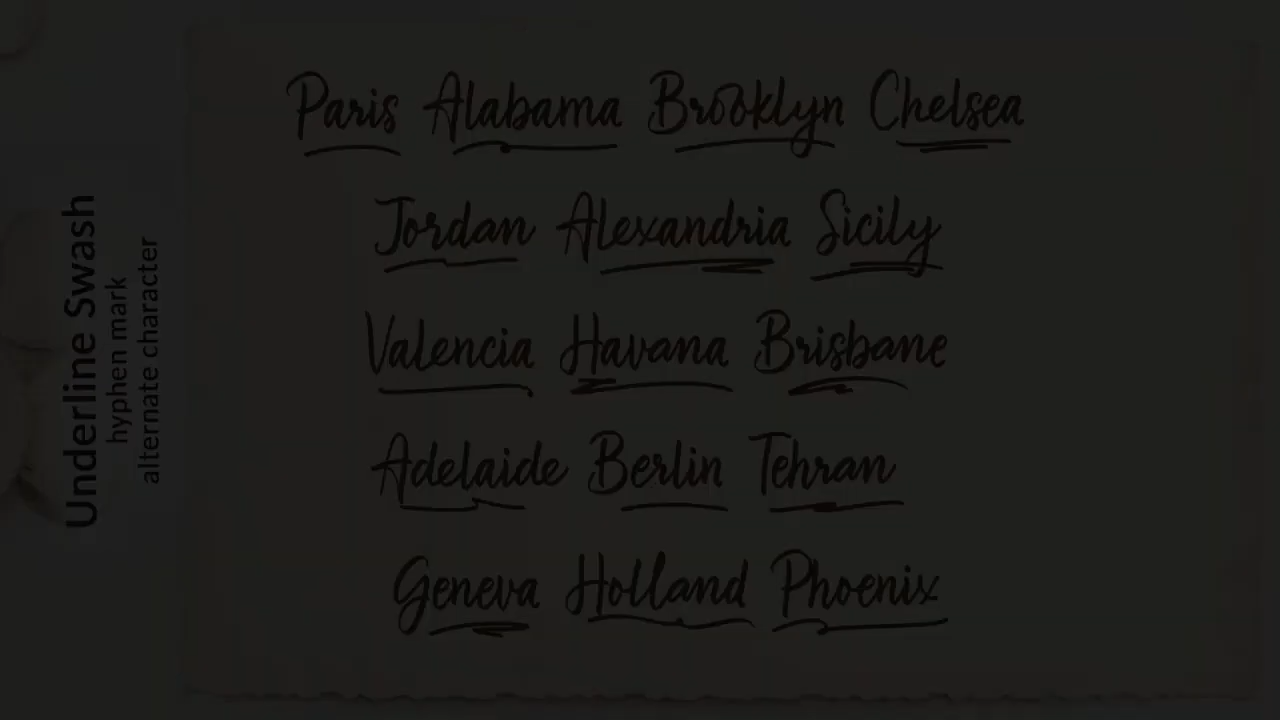 Underline Swash
hyphen mark
alternate character
Paris Alabama Brooklyn Chelsea
Jordan Alexandria Sicily
Valencia Havana Brisbane
Adelaide Berlin Tehran
Geneva Holland Phoenix